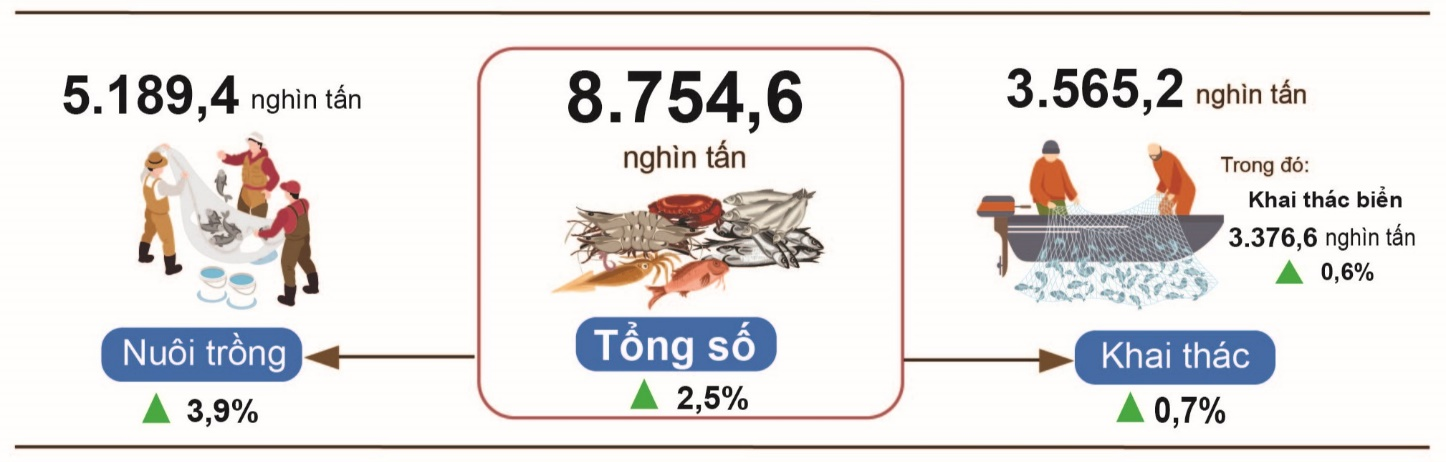 5.189,4 nghìn tấn
Nuôi trồng
▲ 3,9%
8.754,6
nghìn tấn
Tổng số
▲ 2,5%
3.565,2 nghìn tấn
Trong đó:
Khai thác biển
3.376,6 nghìn tấn
▲ 0,6%
Khai thác
▲ 0,7%